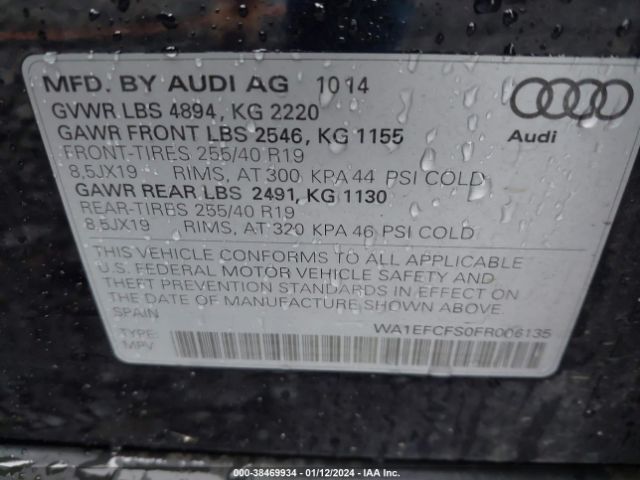 MFD. BY AUDI AG 10 14
GVWR LBS 4894, KG 2220
GAWR FRONT LBS 2546, KG 1155
FRONT-TIRES 255/40 R19
8,5JX19 RIMS, AT 300 KPA 44 PSI COLD
GAWR REAR LBS 2491, KG 1130
REAR-TIRES 255/40 R19
8,5JX19 RIMS, AT 320 KPA 46 PSI COLD
Audi
THIS VEHICLE CONFORMS TO ALL APPLICABLE
U.S. FEDERAL MOTOR VEHICLE SAFETY AND
THEFT PREVENTION STANDARDS IN EFFECT ON
THE DATE OF MANUFACTURE SHOWN ABOVE.
SPAIN
TYPE:
MPV
WA1EFCFS0FR006135
000-38469934 - 01/12/2024 - IAA Inc.